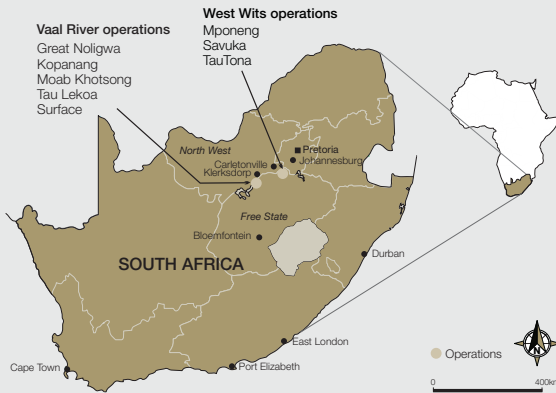 Vaal River operations
Great Noligwa
Kopanang
Moab Khotsong
Tau Lekoa
Surface
West Wits operations
Mponeng
Savuka
TauTona
North West
Pretoria
Johannesburg
Carletonville
Klerksdorp
Free State
Bloemfontein
SOUTH AFRICA
Durban
East London
Port Elizabeth
Cape Town
Operations
N
0
400km